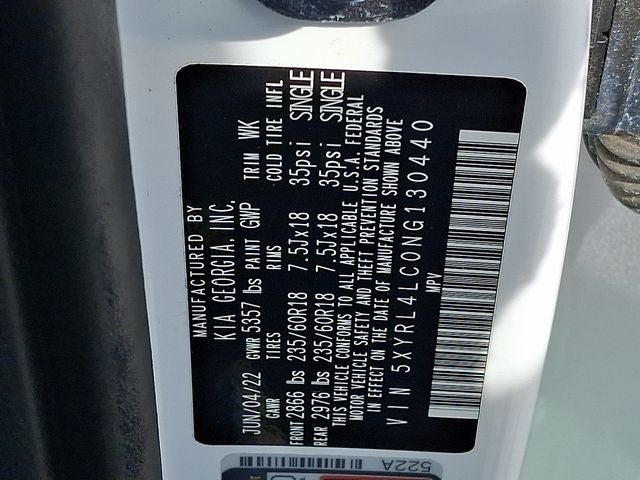 MANUFACTURED BY
KIA GEORGIA, INC.
JUN/04/22 GVWR 5357 lbs PAINT GWP TRIM WK
GAWR TIRES RIMS COLD TIRE INFL
FRONT 2866 lbs 235/60R18 7.5Jx18 35psi SINGLE
REAR 2976 lbs 235/60R18 7.5Jx18 35psi SINGLE
THIS VEHICLE CONFORMS TO ALL APPLICABLE U.S.A. FEDERAL
MOTOR VEHICLE SAFETY AND THEFT PREVENTION STANDARDS
IN EFFECT ON THE DATE OF MANUFACTURE SHOWN ABOVE
VIN 5XYRL4LC0NG130440
MPV
522A